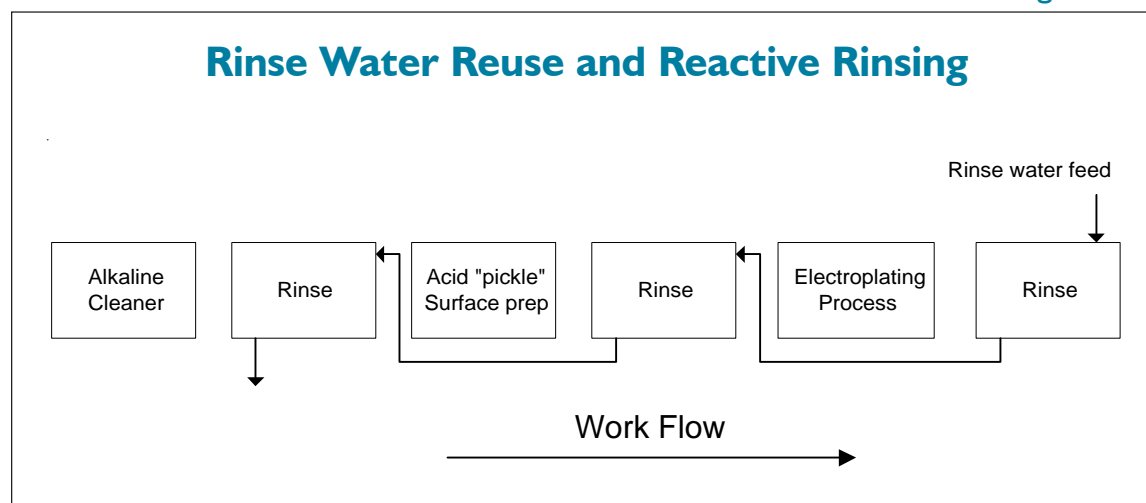 Rinse Water Reuse and Reactive Rinsing
Rinse water feed
Alkaline
Cleaner
Rinse
Acid "pickle"
Surface prep
Rinse
Electroplating
Process
Rinse
Work Flow